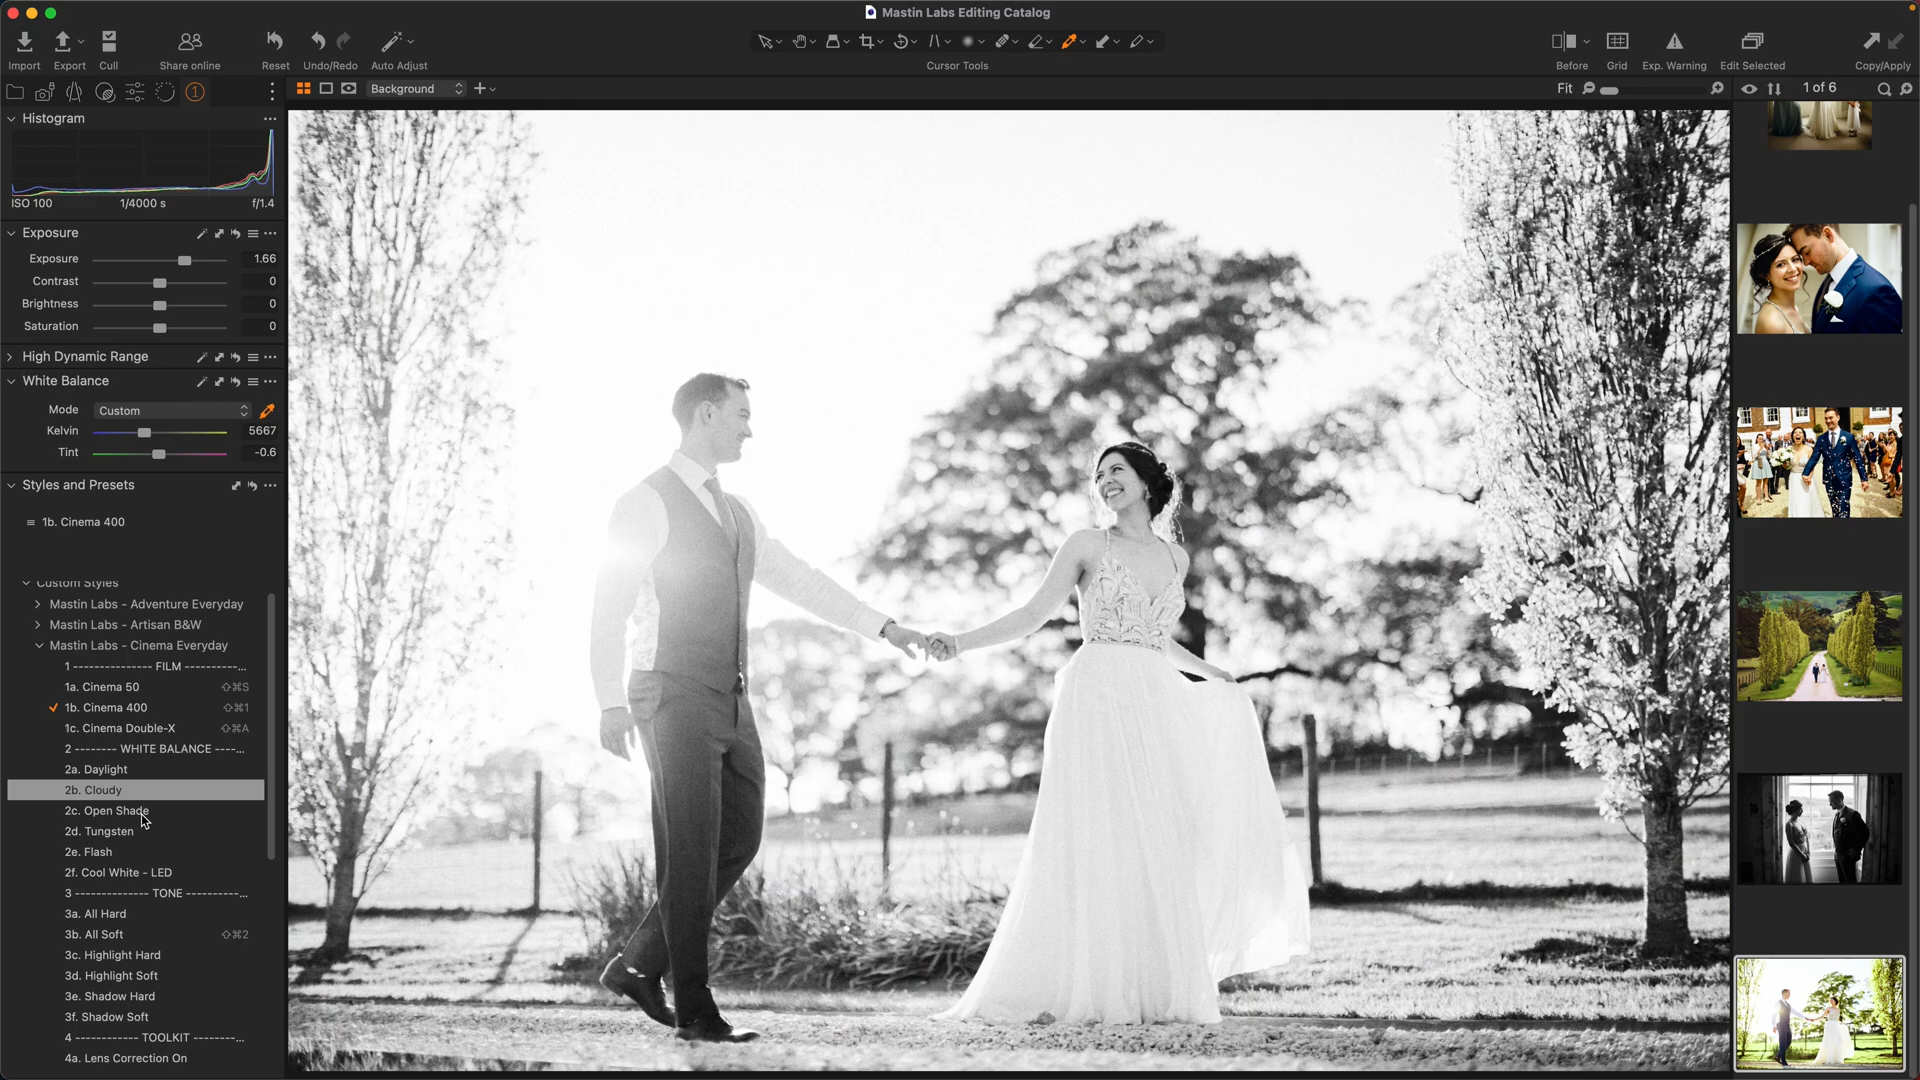 Mastin Labs Editing Catalog
Import Export Cull Share online Reset Undo/Redo Auto Adjust Cursor Tools Before Grid Exp. Warning Edit Selected Copy/Apply
1
Background
Fit
1 of 6
Histogram
ISO 100 1/4000 s f/1.4
Exposure
Exposure 1.66
Contrast 0
Brightness 0
Saturation 0
High Dynamic Range
White Balance
Mode Custom
Kelvin 5667
Tint -0.6
Styles and Presets
1b. Cinema 400
Custom Styles
Mastin Labs - Adventure Everyday
Mastin Labs - Artisan B&W
Mastin Labs - Cinema Everyday
1 --------------- FILM ----------...
1a. Cinema 50 ⇧⌘S
1b. Cinema 400 ⇧⌘1
1c. Cinema Double-X ⇧⌘A
2 -------- WHITE BALANCE ----...
2a. Daylight
2b. Cloudy
2c. Open Shade
2d. Tungsten
2e. Flash
2f. Cool White - LED
3 -------------- TONE ----------...
3a. All Hard
3b. All Soft ⇧⌘2
3c. Highlight Hard
3d. Highlight Soft
3e. Shadow Hard
3f. Shadow Soft
4 ------------ TOOLKIT --------...
4a. Lens Correction On